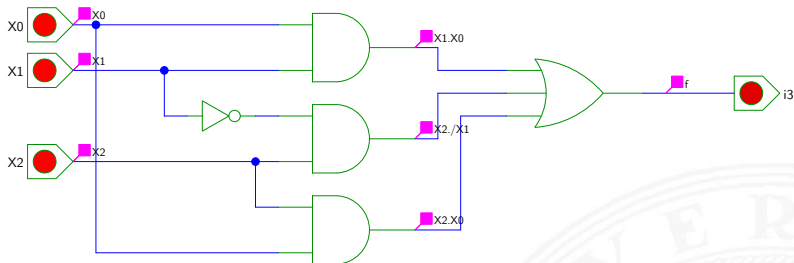 X0 X0
X1.X0
X1 X1
f
i3
X2./X1
X2 X2
X2.X0
V E R